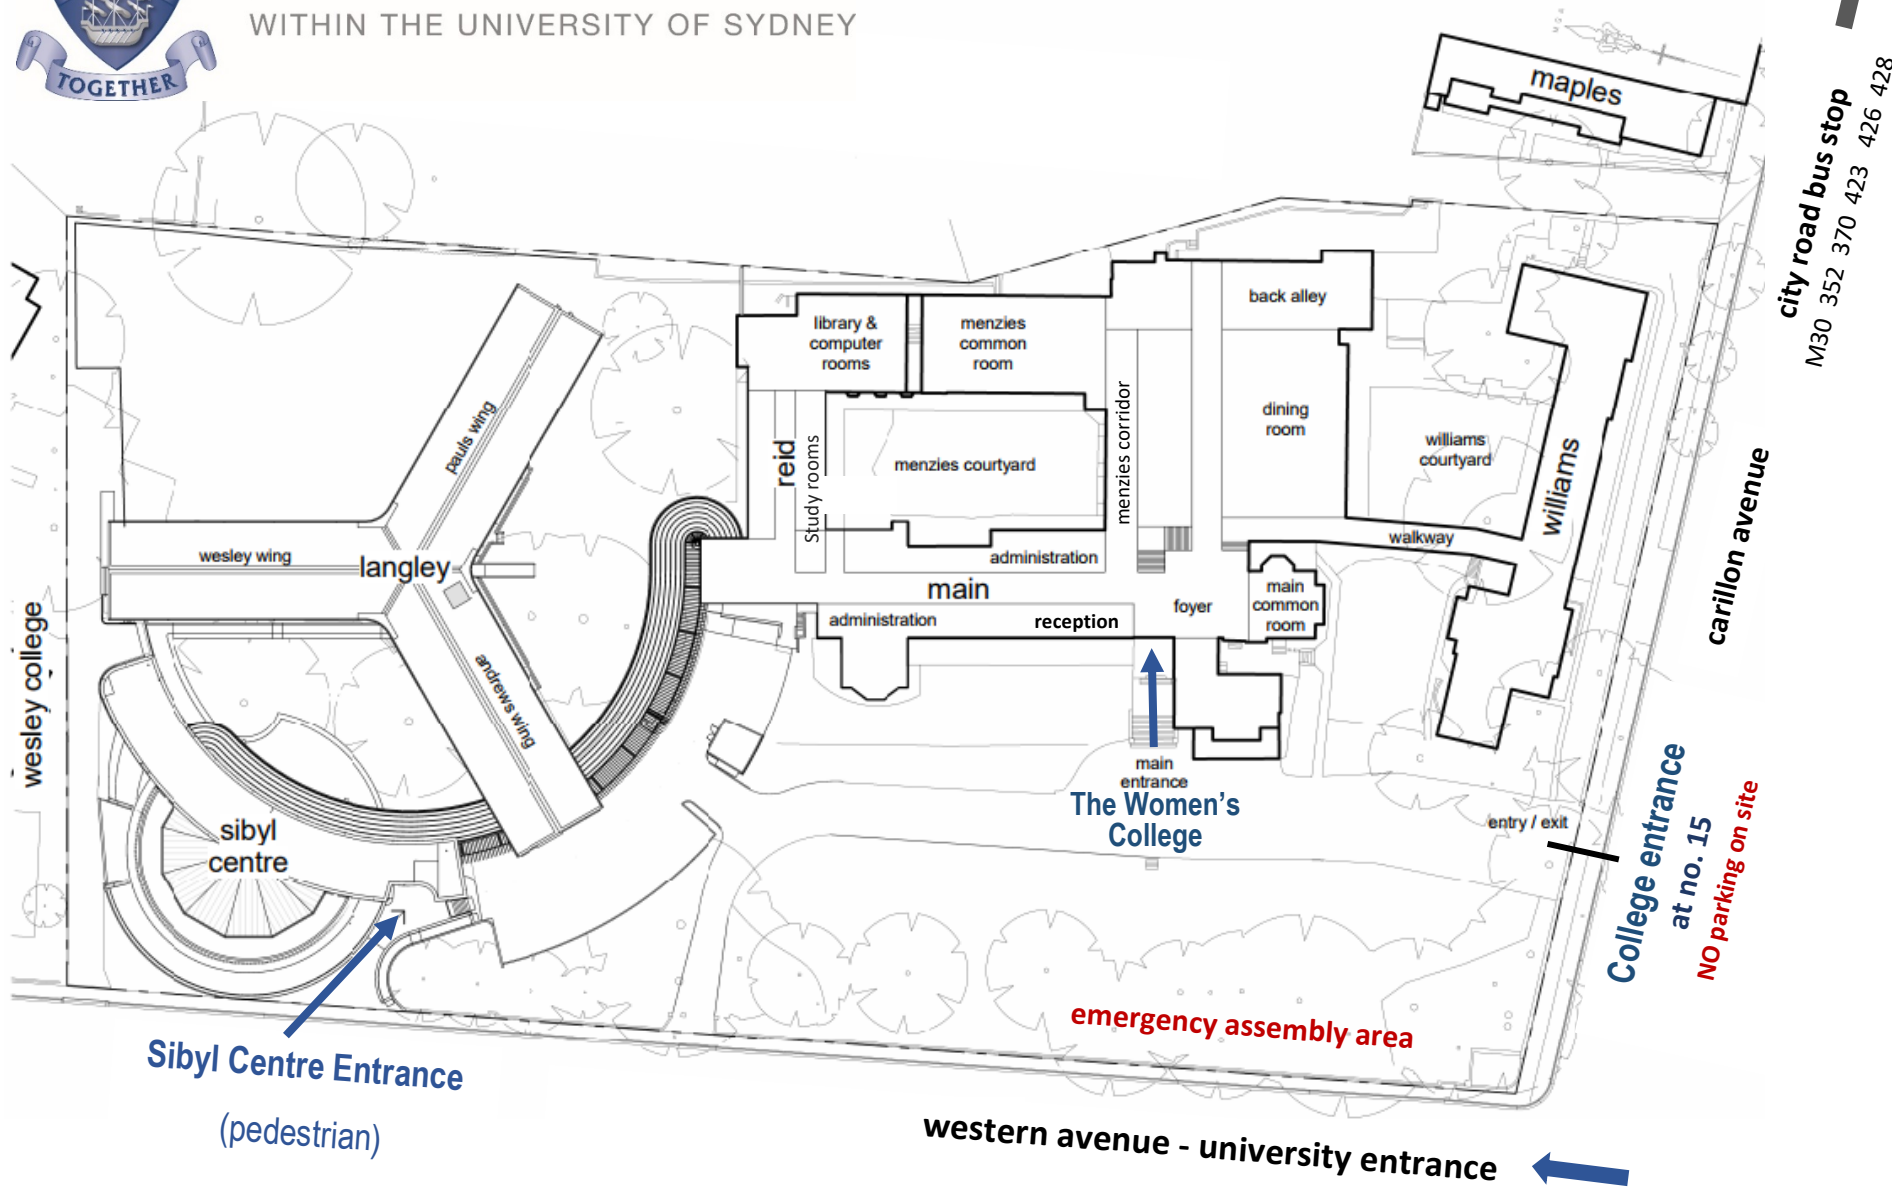 WITHIN THE UNIVERSITY OF SYDNEY
TOGETHER
maples
city road bus stop
M30 352 370 423 426 428
back alley
library &
computer
rooms
menzies
common
room
pauls wing
reid
Study rooms
menzies courtyard
menzies corridor
dining
room
williams
courtyard
williams
carillon avenue
wesley wing
langley
administration
walkway
main
foyer
main
common
room
administration
reception
wesley college
andrews wing
main
entrance
The Women's
College
entry / exit
College entrance
at no. 15
NO parking on site
sibyl
centre
emergency assembly area
Sibyl Centre Entrance
(pedestrian)
western avenue - university entrance